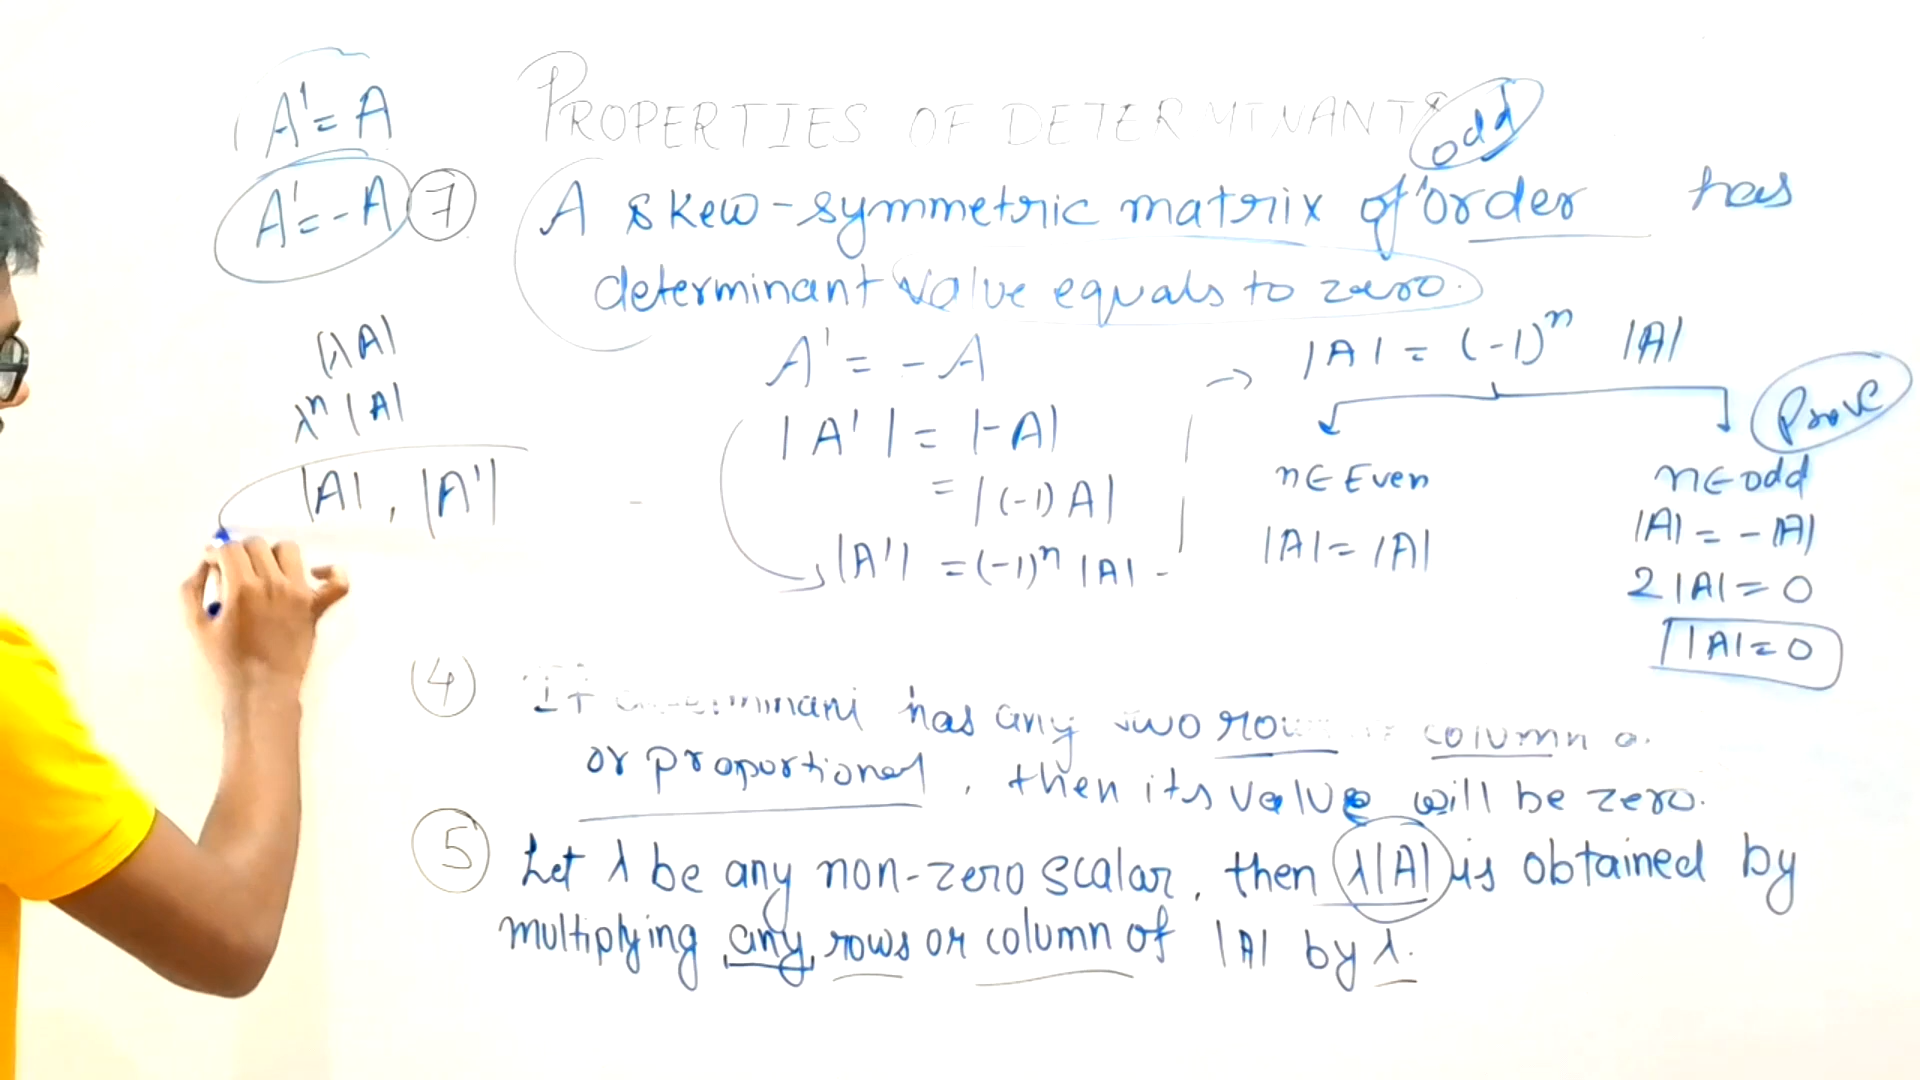 A' = A
PROPERTIES OF DETERMINANTS
odd
A' = -A
7 A skew-symmetric matrix of order has
determinant value equals to zero.
|λA|
λⁿ |A|
|A| , |A'|
A' = -A
|A'| = |-A|
= |(-1) A|
|A'| = (-1)ⁿ |A| -
→ |A| = (-1)ⁿ |A|
Prove
n∈Even
|A| = |A|
n∈odd
|A| = -|A|
2|A| = 0
|A| = 0
4 If has any two column
or proportional, then its value will be zero.
5 Let λ be any non-zero scalar, then λ|A| is obtained by
multiplying any rows or column of |A| by λ.